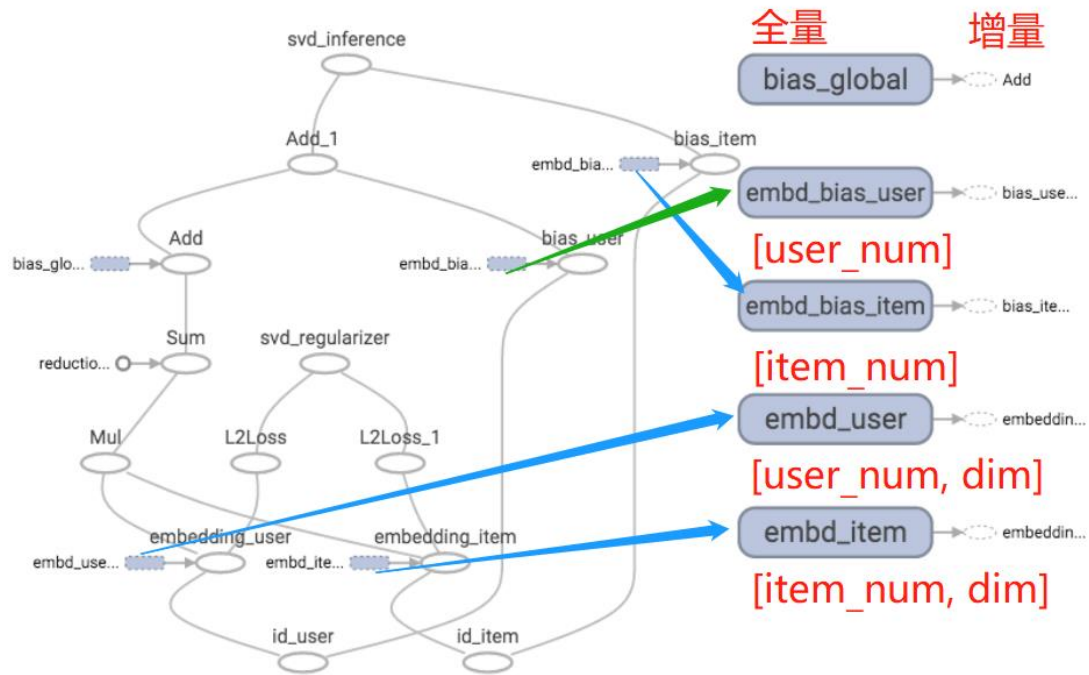 svd_inference
Add_1
bias_item
embd_bia...
Add
bias_user
bias_glo...
embd_bia...
Sum
svd_regularizer
reductio...
Mul
L2Loss
L2Loss_1
embedding_user
embedding_item
embd_use...
embd_ite...
id_user
id_item
全量
增量
bias_global
Add
embd_bias_user
bias_use...
[user_num]
embd_bias_item
bias_ite...
[item_num]
embd_user
embeddin...
[user_num, dim]
embd_item
embeddin...
[item_num, dim]